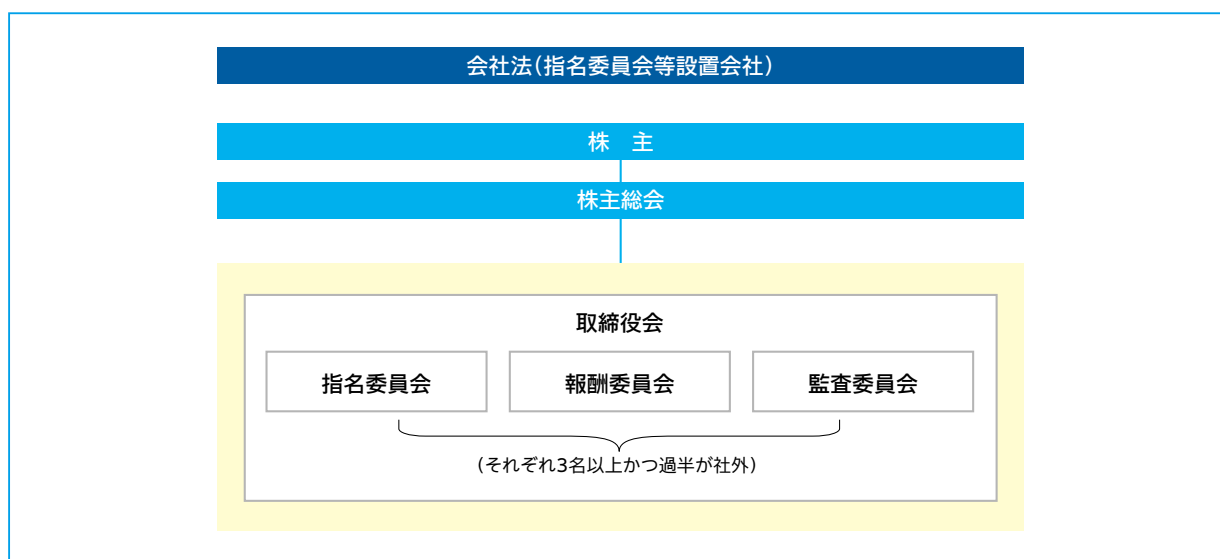 会社法（指名委員会等設置会社）
株　主
株主総会
取締役会
指名委員会
報酬委員会
監査委員会
（それぞれ3名以上かつ過半が社外）